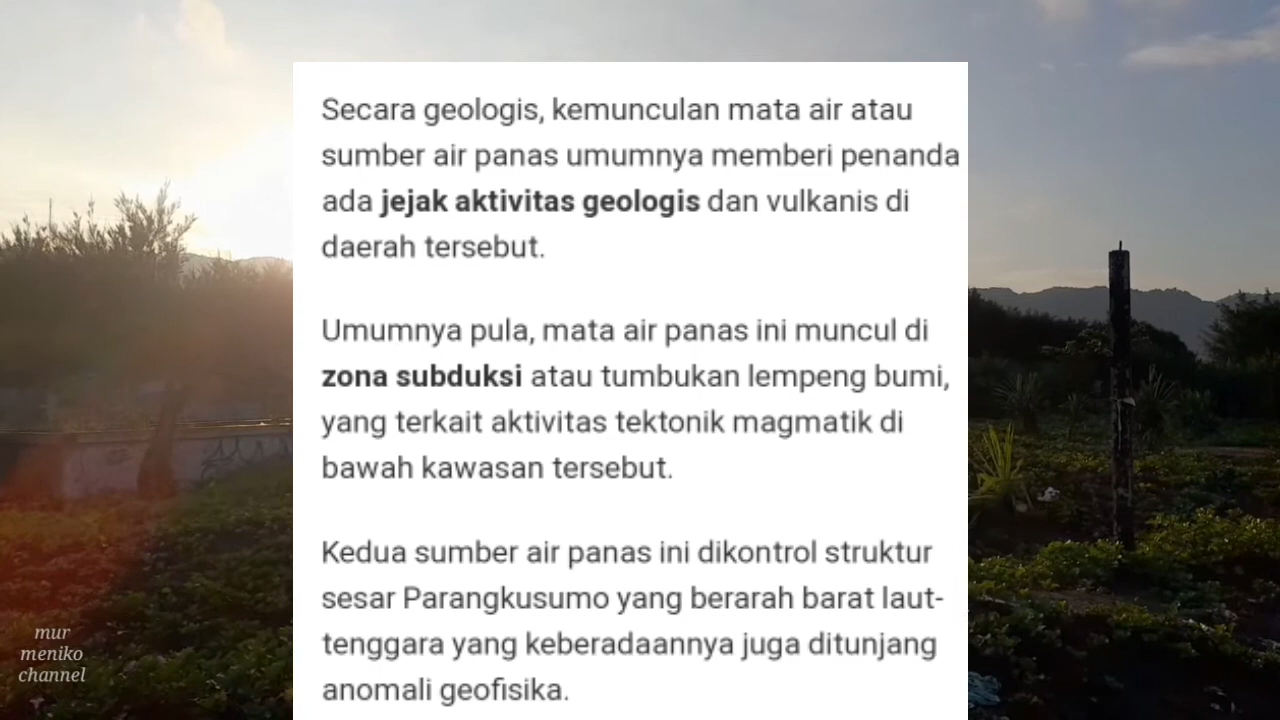 Secara geologis, kemunculan mata air atau
sumber air panas umumnya memberi penanda
ada jejak aktivitas geologis dan vulkanis di
daerah tersebut.
Umumnya pula, mata air panas ini muncul di
zona subduksi atau tumbukan lempeng bumi,
yang terkait aktivitas tektonik magmatik di
bawah kawasan tersebut.
Kedua sumber air panas ini dikontrol struktur
sesar Parangkusumo yang berarah barat laut-
tenggara yang keberadaannya juga ditunjang
anomali geofisika.
mur
meniko
channel